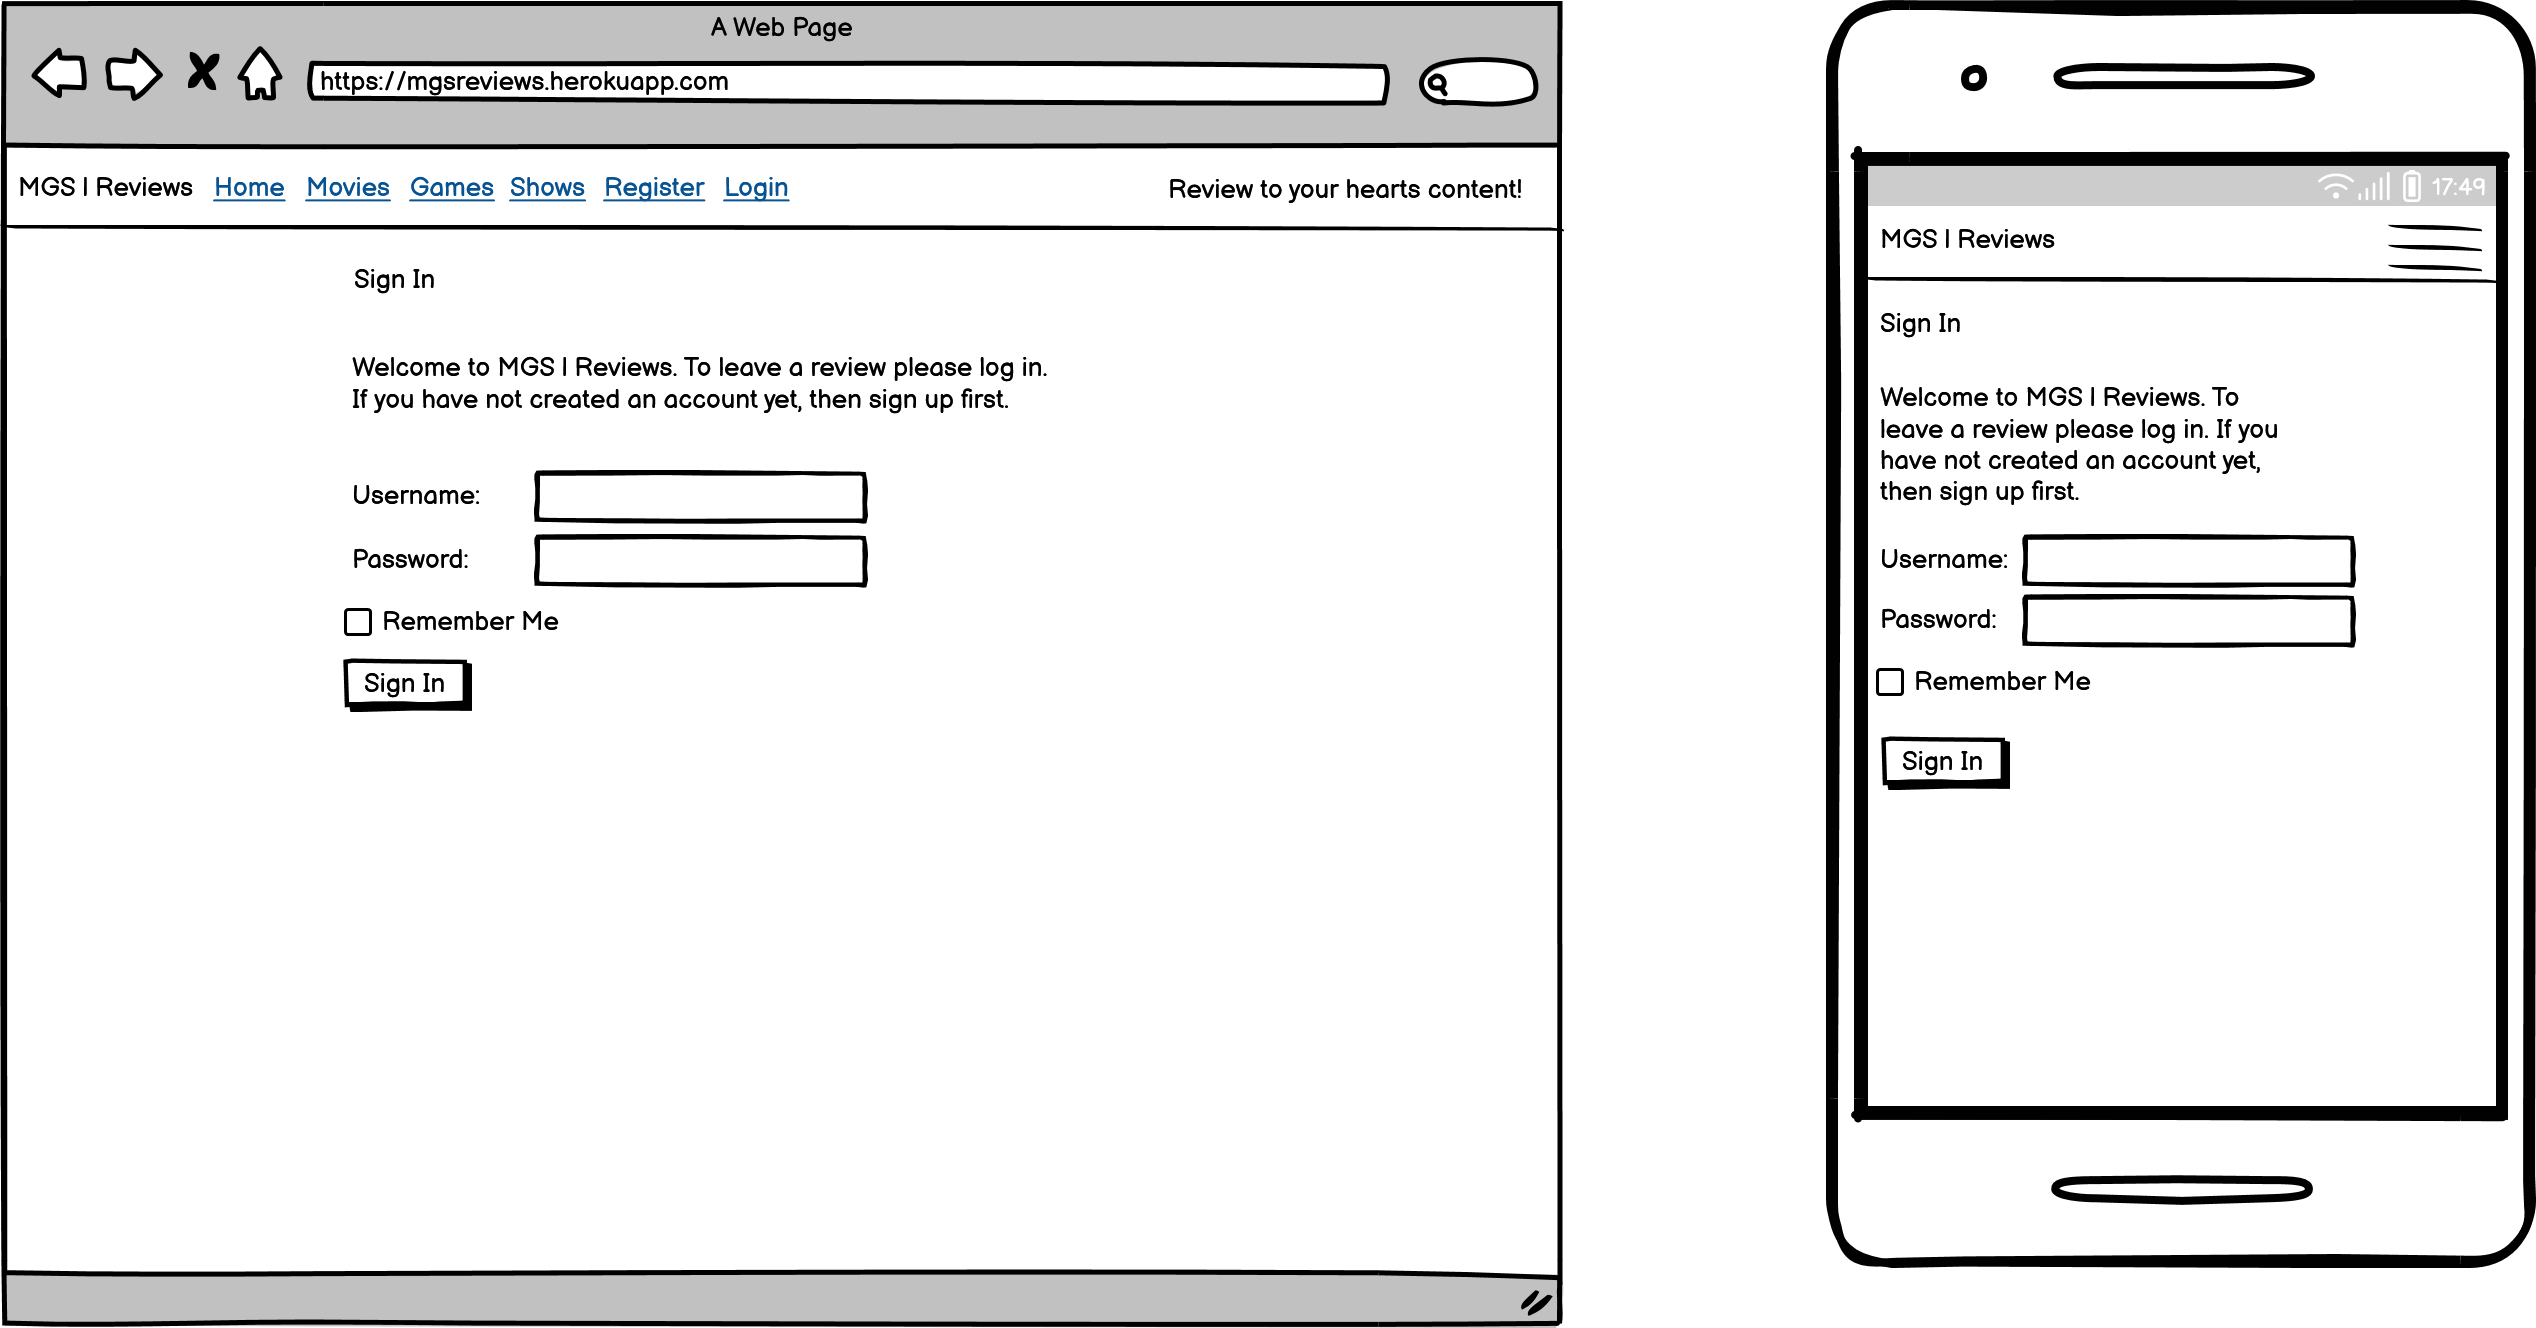 A Web Page
https://mgsreviews.herokuapp.com
MGS | Reviews Home Movies Games Shows Register Login Review to your hearts content!
Sign In
Welcome to MGS | Reviews. To leave a review please log in.
If you have not created an account yet, then sign up first.
Username:
Password:
Remember Me
Sign In
17:49
MGS | Reviews
Sign In
Welcome to MGS | Reviews. To
leave a review please log in. If you
have not created an account yet,
then sign up first.
Username:
Password:
Remember Me
Sign In